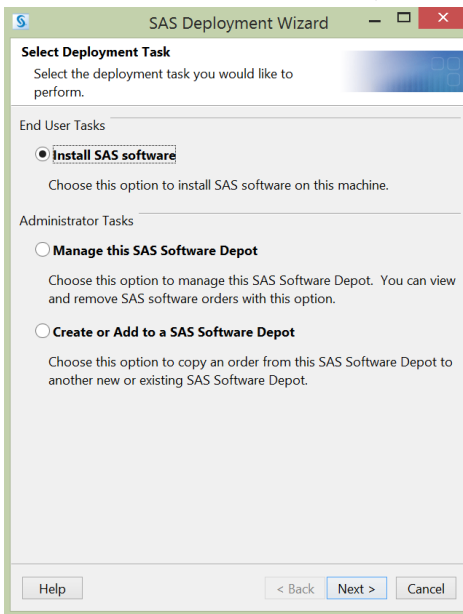 SAS Deployment Wizard
Select Deployment Task
Select the deployment task you would like to
perform.
End User Tasks
Install SAS software
Choose this option to install SAS software on this machine.
Administrator Tasks
Manage this SAS Software Depot
Choose this option to manage this SAS Software Depot. You can view
and remove SAS software orders with this option.
Create or Add to a SAS Software Depot
Choose this option to copy an order from this SAS Software Depot to
another new or existing SAS Software Depot.
Help < Back Next > Cancel